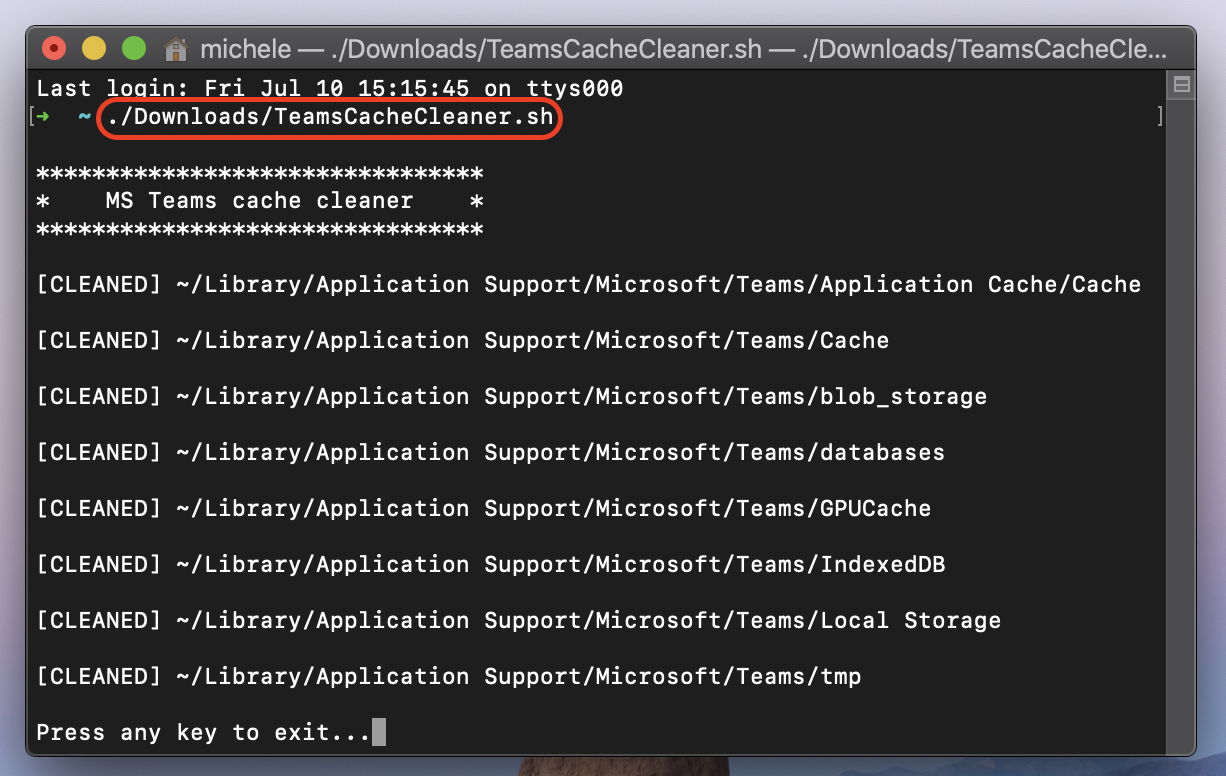 michele — ./Downloads/TeamsCacheCleaner.sh — ./Downloads/TeamsCacheCle...
Last login: Fri Jul 10 15:15:45 on ttys000
[➜  ~ ./Downloads/TeamsCacheCleaner.sh ]
********************************
*    MS Teams cache cleaner    *
********************************
[CLEANED] ~/Library/Application Support/Microsoft/Teams/Application Cache/Cache
[CLEANED] ~/Library/Application Support/Microsoft/Teams/Cache
[CLEANED] ~/Library/Application Support/Microsoft/Teams/blob_storage
[CLEANED] ~/Library/Application Support/Microsoft/Teams/databases
[CLEANED] ~/Library/Application Support/Microsoft/Teams/GPUCache
[CLEANED] ~/Library/Application Support/Microsoft/Teams/IndexedDB
[CLEANED] ~/Library/Application Support/Microsoft/Teams/Local Storage
[CLEANED] ~/Library/Application Support/Microsoft/Teams/tmp
Press any key to exit...